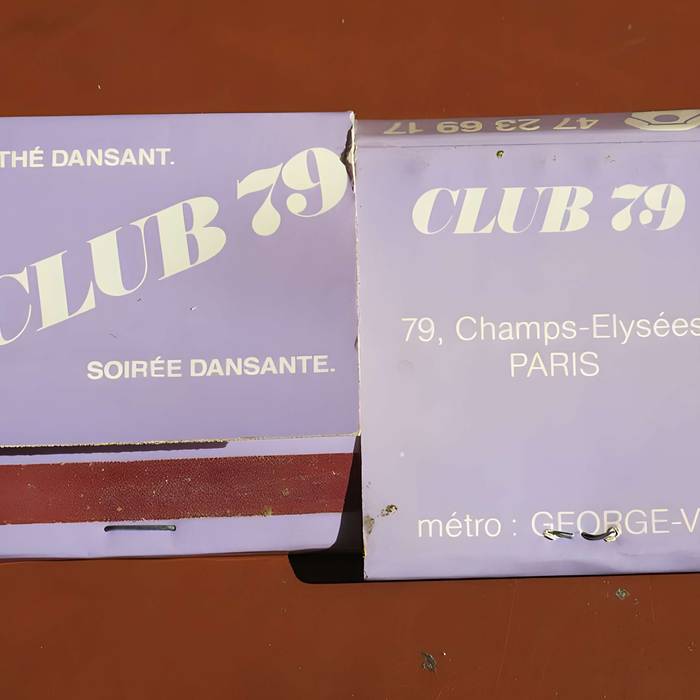 THÉ DANSANT.
CLUB 79
SOIRÉE DANSANTE.
47 23 69 17
CLUB 79
79, Champs-Elysées
PARIS
métro : GEORGE-V